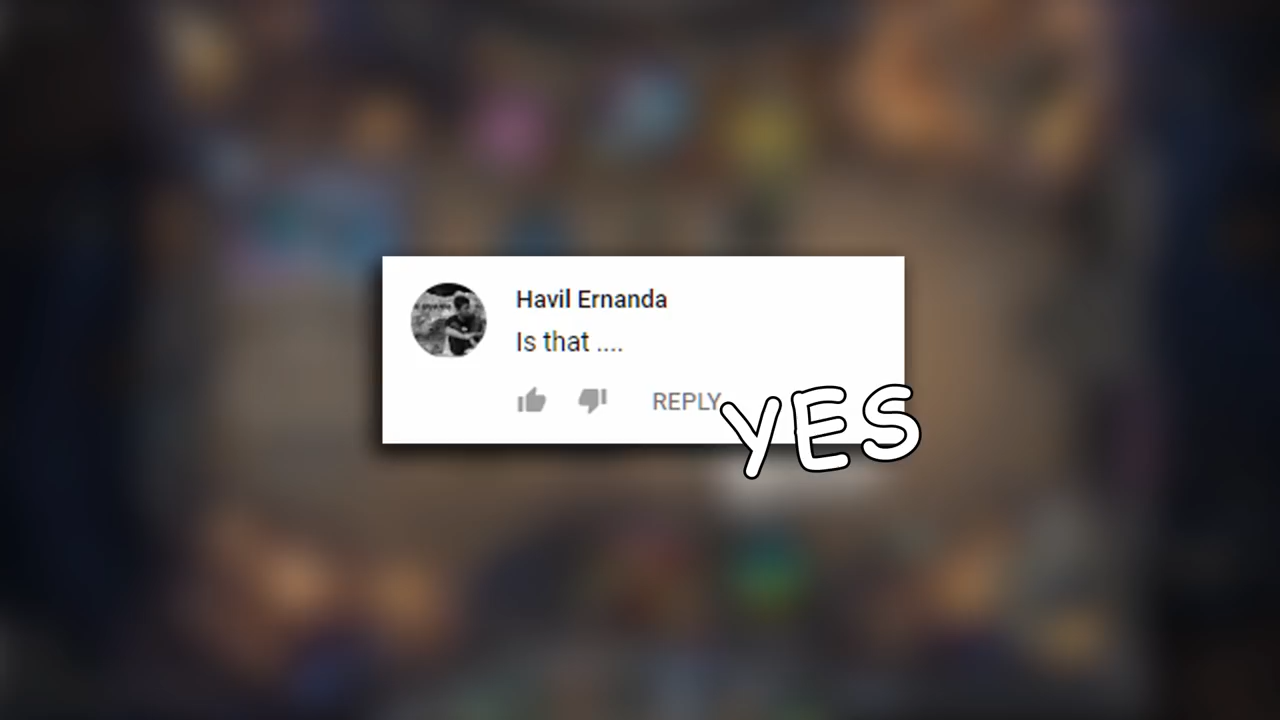 Havil Ernanda
Is that ....
REPLY
YES